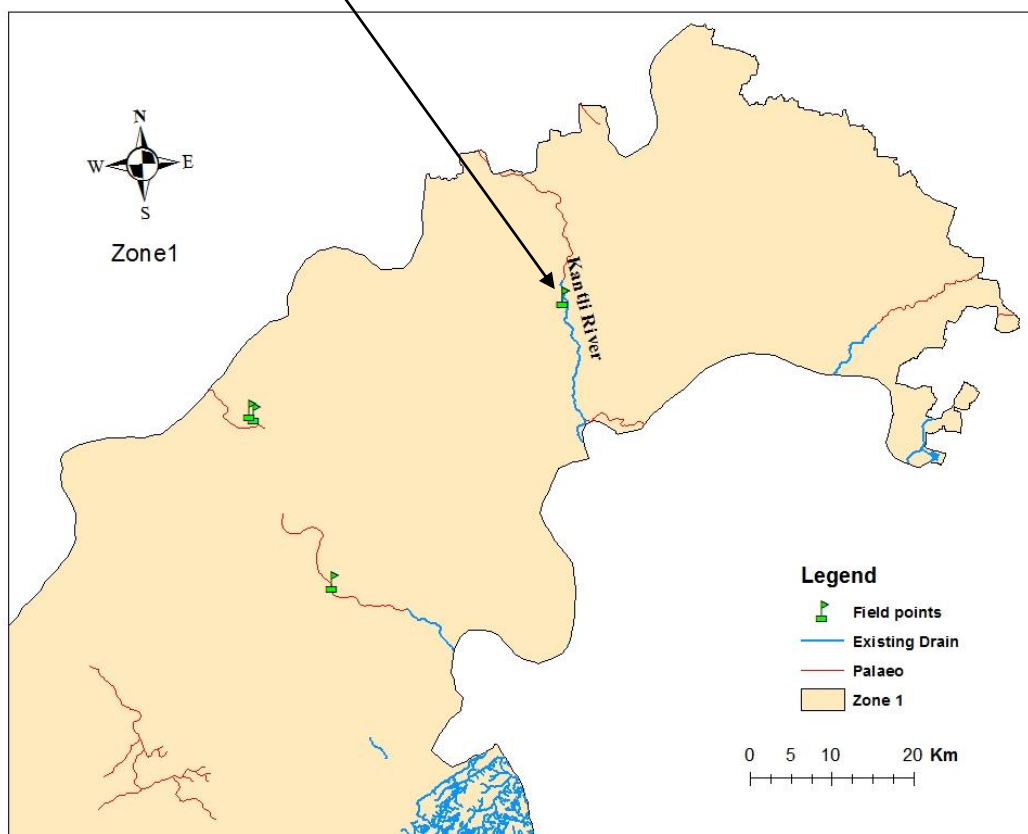 N
W E
S
Zone1
Kantli River
Legend
Field points
Existing Drain
Palaeo
Zone 1
0 5 10 20 Km